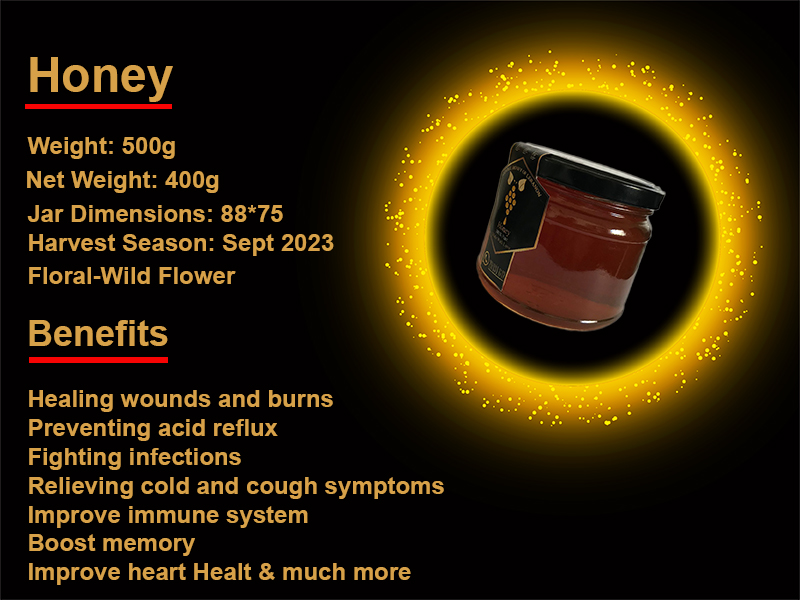 Honey
Weight: 500g
Net Weight: 400g
Jar Dimensions: 88*75
Harvest Season: Sept 2023
Floral-Wild Flower
Benefits
Healing wounds and burns
Preventing acid reflux
Fighting infections
Relieving cold and cough symptoms
Improve immune system
Boost memory
Improve heart Healt & much more